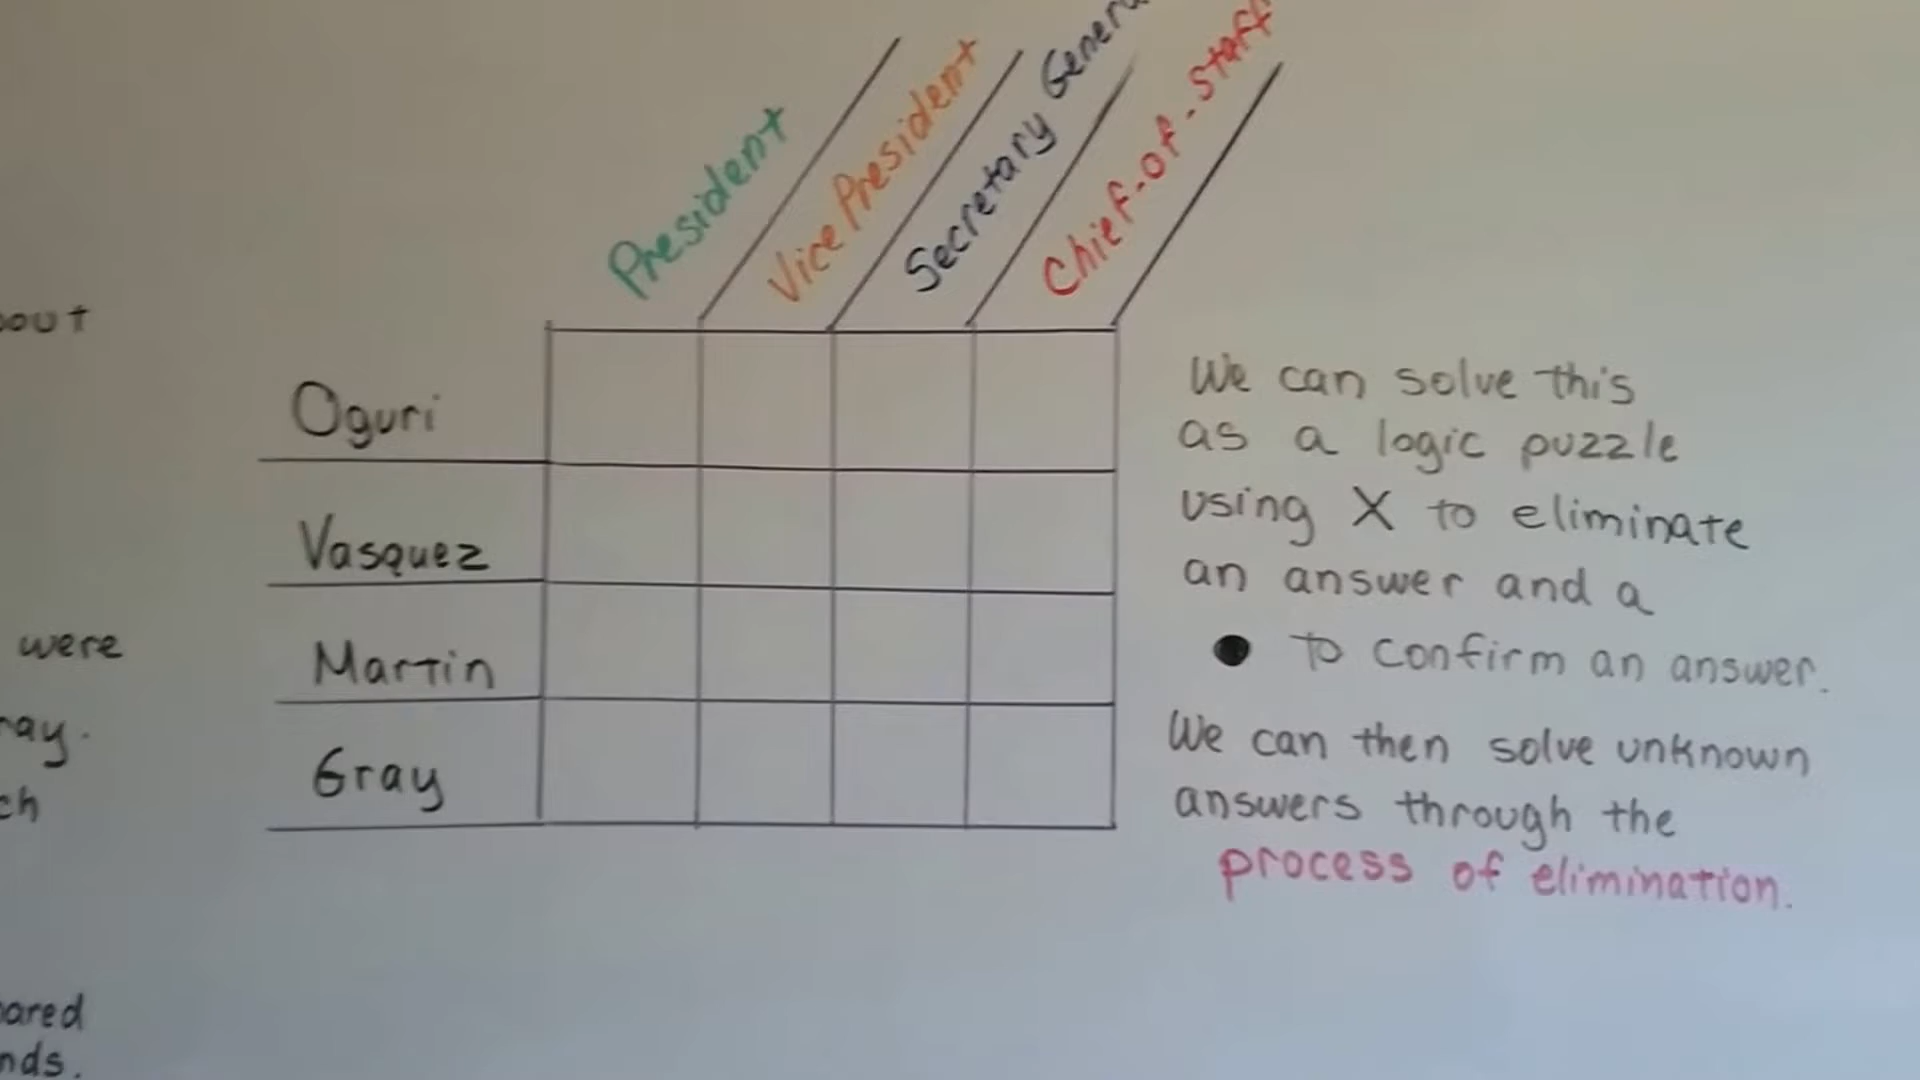 President
Vice President
Secretary
Chief-of-Staff
Oguri
Vasquez
Martin
Gray
We can solve this
as a logic puzzle
using X to eliminate
an answer and a
● to confirm an answer.
We can then solve unknown
answers through the
process of elimination.
were